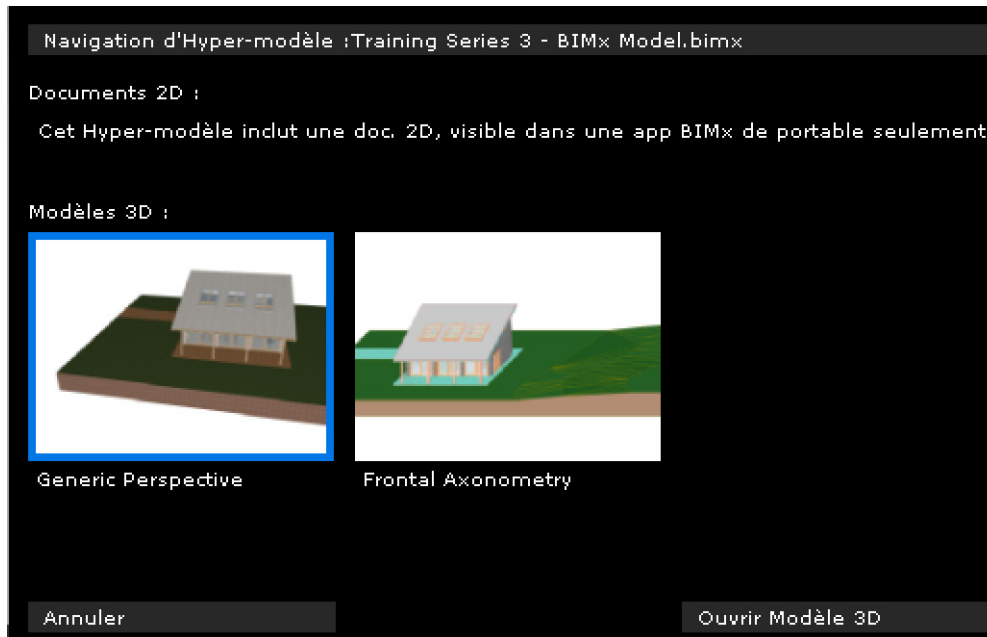 Navigation d'Hyper-modèle :Training Series 3 - BIMx Model.bimx
Documents 2D :
Cet Hyper-modèle inclut une doc. 2D, visible dans une app BIMx de portable seulement
Modèles 3D :
Generic Perspective
Frontal Axonometry
Annuler
Ouvrir Modèle 3D